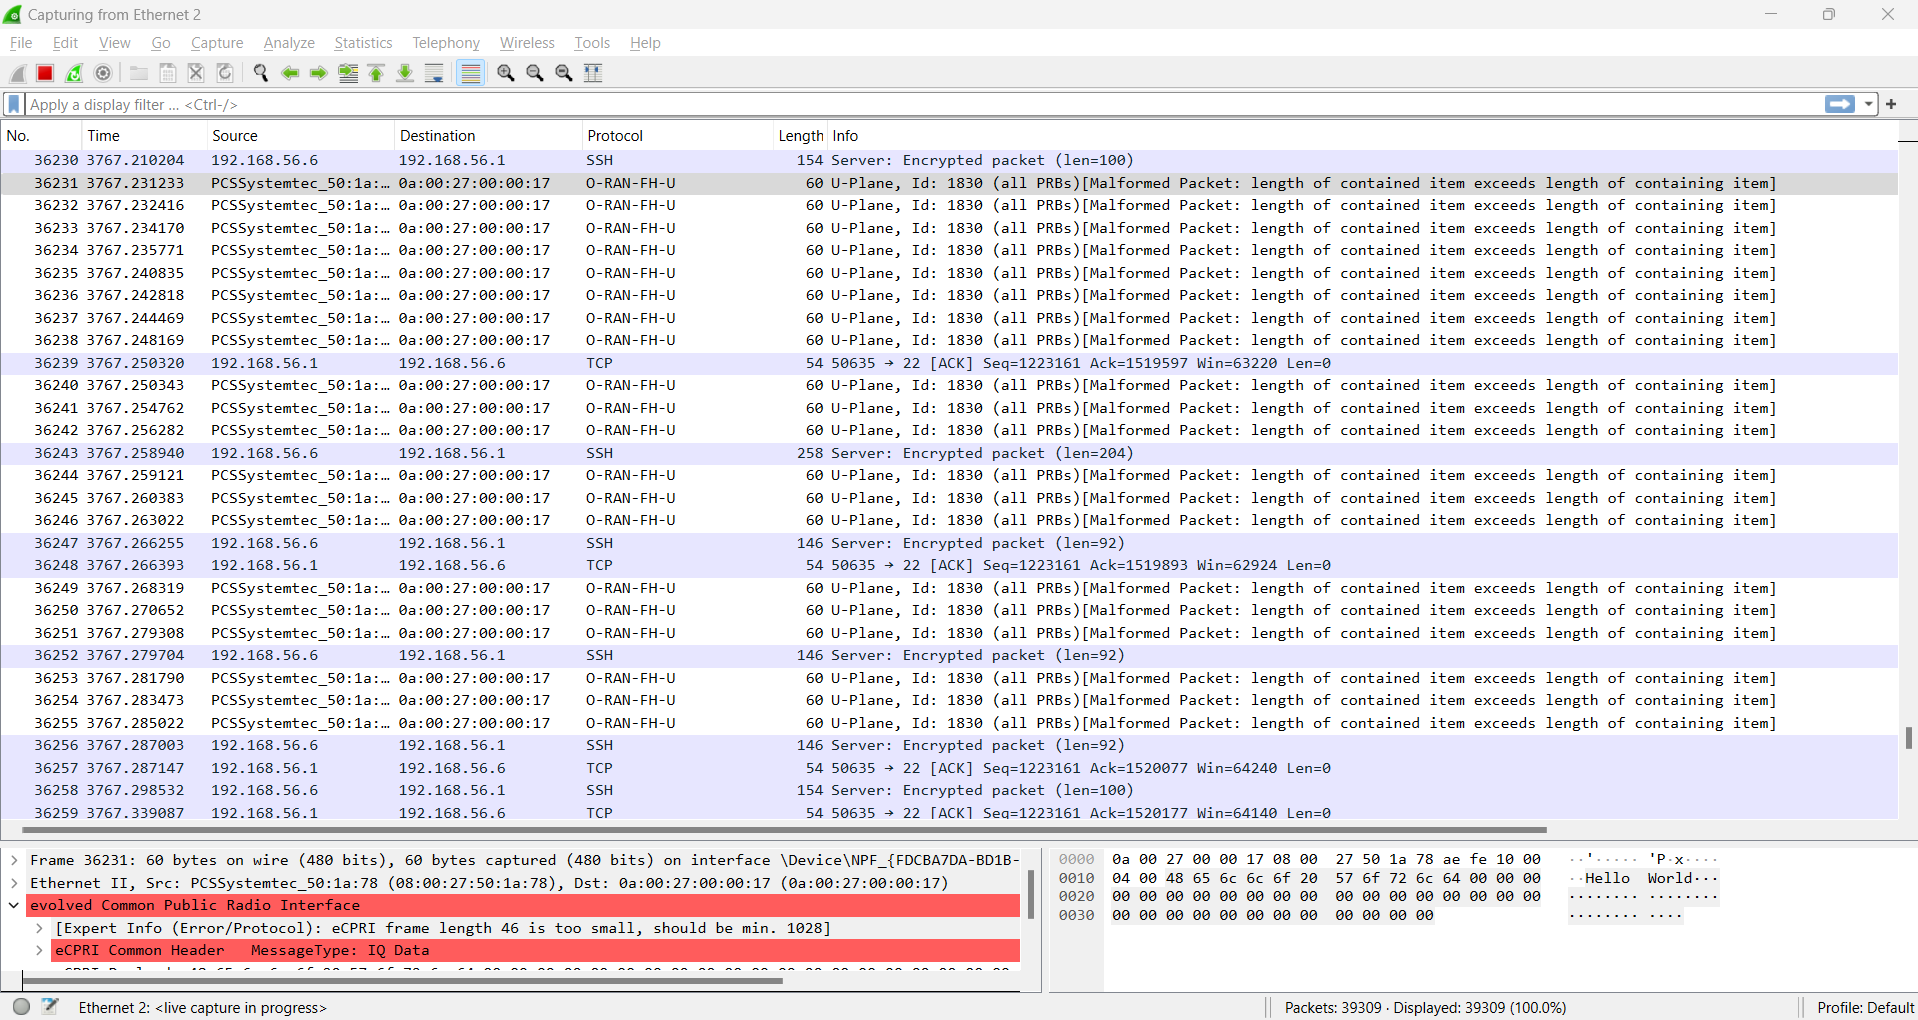 Capturing from Ethernet 2
File Edit View Go Capture Analyze Statistics Telephony Wireless Tools Help
Apply a display filter ... <Ctrl-/>
No. Time Source Destination Protocol Length Info
36230 3767.210204 192.168.56.6 192.168.56.1 SSH 154 Server: Encrypted packet (len=100)
36231 3767.231233 PCSSystemtec_50:1a:… 0a:00:27:00:00:17 O-RAN-FH-U 60 U-Plane, Id: 1830 (all PRBs)[Malformed Packet: length of contained item exceeds length of containing item]
36232 3767.232416 PCSSystemtec_50:1a:… 0a:00:27:00:00:17 O-RAN-FH-U 60 U-Plane, Id: 1830 (all PRBs)[Malformed Packet: length of contained item exceeds length of containing item]
36233 3767.234170 PCSSystemtec_50:1a:… 0a:00:27:00:00:17 O-RAN-FH-U 60 U-Plane, Id: 1830 (all PRBs)[Malformed Packet: length of contained item exceeds length of containing item]
36234 3767.235771 PCSSystemtec_50:1a:… 0a:00:27:00:00:17 O-RAN-FH-U 60 U-Plane, Id: 1830 (all PRBs)[Malformed Packet: length of contained item exceeds length of containing item]
36235 3767.240835 PCSSystemtec_50:1a:… 0a:00:27:00:00:17 O-RAN-FH-U 60 U-Plane, Id: 1830 (all PRBs)[Malformed Packet: length of contained item exceeds length of containing item]
36236 3767.242818 PCSSystemtec_50:1a:… 0a:00:27:00:00:17 O-RAN-FH-U 60 U-Plane, Id: 1830 (all PRBs)[Malformed Packet: length of contained item exceeds length of containing item]
36237 3767.244469 PCSSystemtec_50:1a:… 0a:00:27:00:00:17 O-RAN-FH-U 60 U-Plane, Id: 1830 (all PRBs)[Malformed Packet: length of contained item exceeds length of containing item]
36238 3767.248169 PCSSystemtec_50:1a:… 0a:00:27:00:00:17 O-RAN-FH-U 60 U-Plane, Id: 1830 (all PRBs)[Malformed Packet: length of contained item exceeds length of containing item]
36239 3767.250320 192.168.56.1 192.168.56.6 TCP 54 50635 → 22 [ACK] Seq=1223161 Ack=1519597 Win=63220 Len=0
36240 3767.250343 PCSSystemtec_50:1a:… 0a:00:27:00:00:17 O-RAN-FH-U 60 U-Plane, Id: 1830 (all PRBs)[Malformed Packet: length of contained item exceeds length of containing item]
36241 3767.254762 PCSSystemtec_50:1a:… 0a:00:27:00:00:17 O-RAN-FH-U 60 U-Plane, Id: 1830 (all PRBs)[Malformed Packet: length of contained item exceeds length of containing item]
36242 3767.256282 PCSSystemtec_50:1a:… 0a:00:27:00:00:17 O-RAN-FH-U 60 U-Plane, Id: 1830 (all PRBs)[Malformed Packet: length of contained item exceeds length of containing item]
36243 3767.258940 192.168.56.6 192.168.56.1 SSH 258 Server: Encrypted packet (len=204)
36244 3767.259121 PCSSystemtec_50:1a:… 0a:00:27:00:00:17 O-RAN-FH-U 60 U-Plane, Id: 1830 (all PRBs)[Malformed Packet: length of contained item exceeds length of containing item]
36245 3767.260383 PCSSystemtec_50:1a:… 0a:00:27:00:00:17 O-RAN-FH-U 60 U-Plane, Id: 1830 (all PRBs)[Malformed Packet: length of contained item exceeds length of containing item]
36246 3767.263022 PCSSystemtec_50:1a:… 0a:00:27:00:00:17 O-RAN-FH-U 60 U-Plane, Id: 1830 (all PRBs)[Malformed Packet: length of contained item exceeds length of containing item]
36247 3767.266255 192.168.56.6 192.168.56.1 SSH 146 Server: Encrypted packet (len=92)
36248 3767.266393 192.168.56.1 192.168.56.6 TCP 54 50635 → 22 [ACK] Seq=1223161 Ack=1519893 Win=62924 Len=0
36249 3767.268319 PCSSystemtec_50:1a:… 0a:00:27:00:00:17 O-RAN-FH-U 60 U-Plane, Id: 1830 (all PRBs)[Malformed Packet: length of contained item exceeds length of containing item]
36250 3767.270652 PCSSystemtec_50:1a:… 0a:00:27:00:00:17 O-RAN-FH-U 60 U-Plane, Id: 1830 (all PRBs)[Malformed Packet: length of contained item exceeds length of containing item]
36251 3767.279308 PCSSystemtec_50:1a:… 0a:00:27:00:00:17 O-RAN-FH-U 60 U-Plane, Id: 1830 (all PRBs)[Malformed Packet: length of contained item exceeds length of containing item]
36252 3767.279704 192.168.56.6 192.168.56.1 SSH 146 Server: Encrypted packet (len=92)
36253 3767.281790 PCSSystemtec_50:1a:… 0a:00:27:00:00:17 O-RAN-FH-U 60 U-Plane, Id: 1830 (all PRBs)[Malformed Packet: length of contained item exceeds length of containing item]
36254 3767.283473 PCSSystemtec_50:1a:… 0a:00:27:00:00:17 O-RAN-FH-U 60 U-Plane, Id: 1830 (all PRBs)[Malformed Packet: length of contained item exceeds length of containing item]
36255 3767.285022 PCSSystemtec_50:1a:… 0a:00:27:00:00:17 O-RAN-FH-U 60 U-Plane, Id: 1830 (all PRBs)[Malformed Packet: length of contained item exceeds length of containing item]
36256 3767.287003 192.168.56.6 192.168.56.1 SSH 146 Server: Encrypted packet (len=92)
36257 3767.287147 192.168.56.1 192.168.56.6 TCP 54 50635 → 22 [ACK] Seq=1223161 Ack=1520077 Win=64240 Len=0
36258 3767.298532 192.168.56.6 192.168.56.1 SSH 154 Server: Encrypted packet (len=100)
36259 3767.339087 192.168.56.1 192.168.56.6 TCP 54 50635 → 22 [ACK] Seq=1223161 Ack=1520177 Win=64140 Len=0
Frame 36231: 60 bytes on wire (480 bits), 60 bytes captured (480 bits) on interface \Device\NPF_{FDCBA7DA-BD1B-
Ethernet II, Src: PCSSystemtec_50:1a:78 (08:00:27:50:1a:78), Dst: 0a:00:27:00:00:17 (0a:00:27:00:00:17)
evolved Common Public Radio Interface
[Expert Info (Error/Protocol): eCPRI frame length 46 is too small, should be min. 1028]
eCPRI Common Header MessageType: IQ Data
0000 0a 00 27 00 00 17 08 00 27 50 1a 78 ae fe 10 00 ··'····· 'P·x····
0010 04 00 48 65 6c 6c 6f 20 57 6f 72 6c 64 00 00 00 ··Hello World···
0020 00 00 00 00 00 00 00 00 00 00 00 00 00 00 00 00 ········ ········
0030 00 00 00 00 00 00 00 00 00 00 00 00 ········ ····
Ethernet 2: <live capture in progress>
Packets: 39309 · Displayed: 39309 (100.0%)
Profile: Default